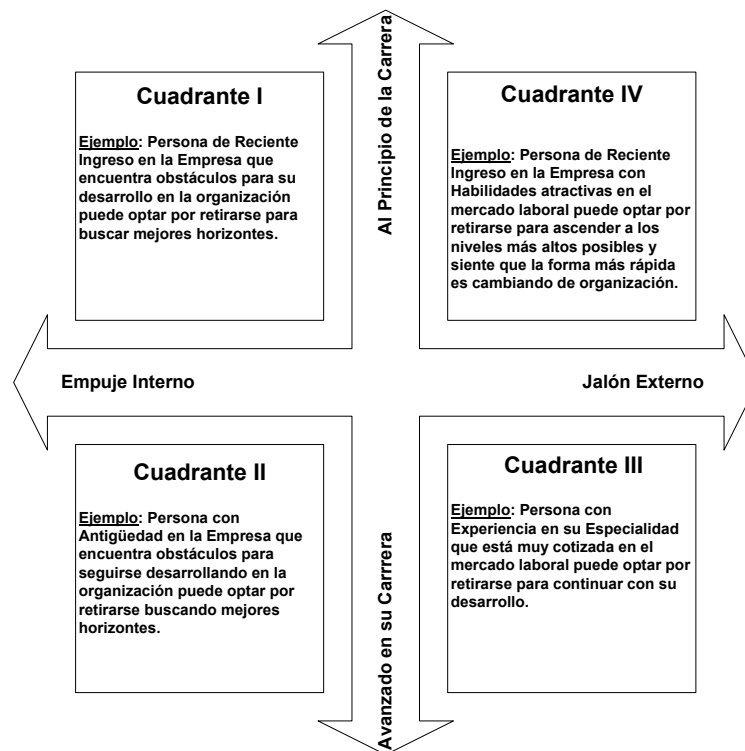 Al Principio de la Carrera
Cuadrante I
Ejemplo: Persona de Reciente
Ingreso en la Empresa que
encuentra obstáculos para su
desarrollo en la organización
puede optar por retirarse para
buscar mejores horizontes.
Cuadrante IV
Ejemplo: Persona de Reciente
Ingreso en la Empresa con
Habilidades atractivas en el
mercado laboral puede optar por
retirarse para ascender a los
niveles más altos posibles y
siente que la forma más rápida
es cambiando de organización.
Empuje Interno
Jalón Externo
Cuadrante II
Ejemplo: Persona con
Antigüedad en la Empresa que
encuentra obstáculos para
seguirse desarrollando en la
organización puede optar por
retirarse buscando mejores
horizontes.
Avanzado en su Carrrera
Cuadrante III
Ejemplo: Persona con
Experiencia en su Especialidad
que está muy cotizada en el
mercado laboral puede optar por
retirarse para continuar con su
desarrollo.